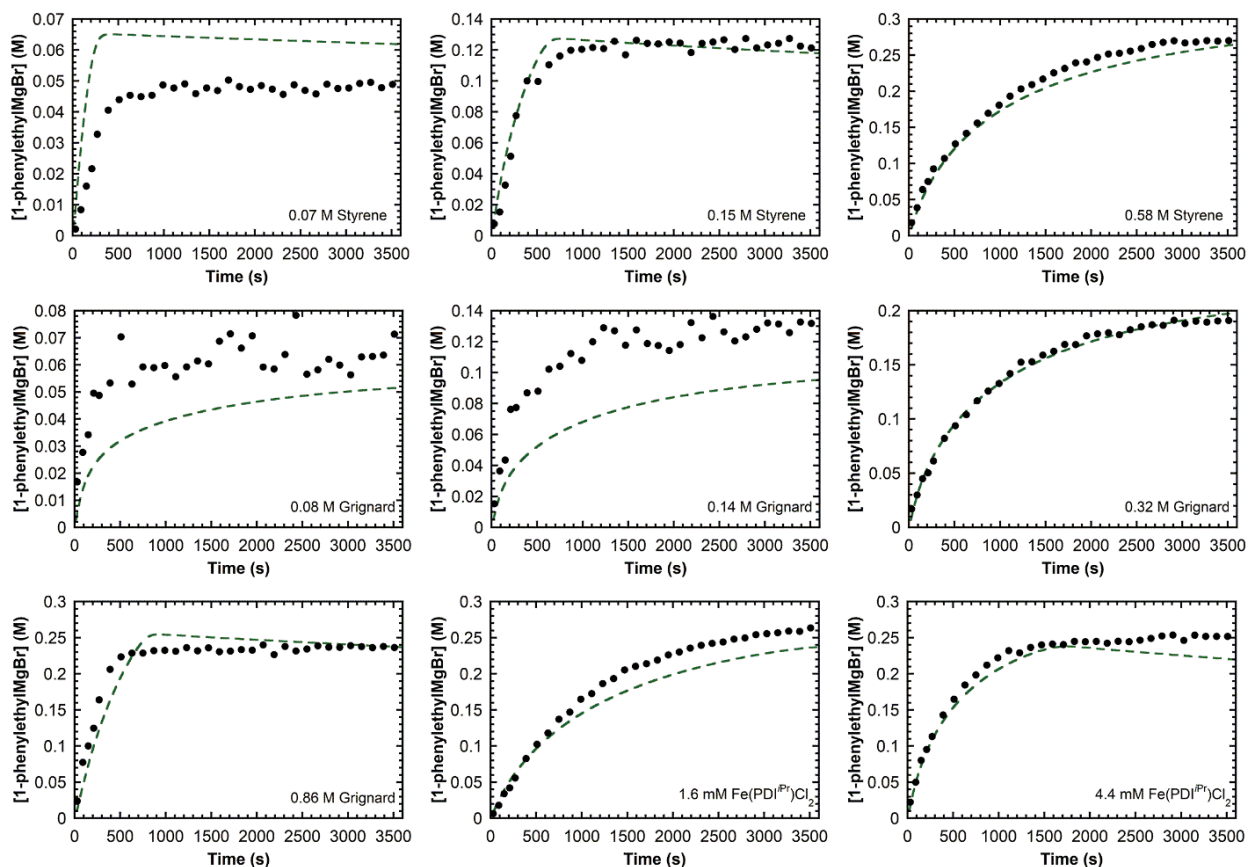 [1-phenylethylMgBr] (M)
0.07
0.06
0.05
0.04
0.03
0.02
0.01
0
0.07 M Styrene
0 500 1000 1500 2000 2500 3000 3500
Time (s)
[1-phenylethylMgBr] (M)
0.14
0.12
0.1
0.08
0.06
0.04
0.02
0
0.15 M Styrene
0 500 1000 1500 2000 2500 3000 3500
Time (s)
[1-phenylethylMgBr] (M)
0.3
0.25
0.2
0.15
0.1
0.05
0
0.58 M Styrene
0 500 1000 1500 2000 2500 3000 3500
Time (s)
[1-phenylethylMgBr] (M)
0.08
0.07
0.06
0.05
0.04
0.03
0.02
0.01
0
0.08 M Grignard
0 500 1000 1500 2000 2500 3000 3500
Time (s)
[1-phenylethylMgBr] (M)
0.14
0.12
0.1
0.08
0.06
0.04
0.02
0
0.14 M Grignard
0 500 1000 1500 2000 2500 3000 3500
Time (s)
[1-phenylethylMgBr] (M)
0.2
0.15
0.1
0.05
0
0.32 M Grignard
0 500 1000 1500 2000 2500 3000 3500
Time (s)
[1-phenylethylMgBr] (M)
0.3
0.25
0.2
0.15
0.1
0.05
0
0.86 M Grignard
0 500 1000 1500 2000 2500 3000 3500
Time (s)
[1-phenylethylMgBr] (M)
0.3
0.25
0.2
0.15
0.1
0.05
0
1.6 mM Fe(PDI^iPr)Cl₂
0 500 1000 1500 2000 2500 3000 3500
Time (s)
[1-phenylethylMgBr] (M)
0.3
0.25
0.2
0.15
0.1
0.05
0
4.4 mM Fe(PDI^iPr)Cl₂
0 500 1000 1500 2000 2500 3000 3500
Time (s)